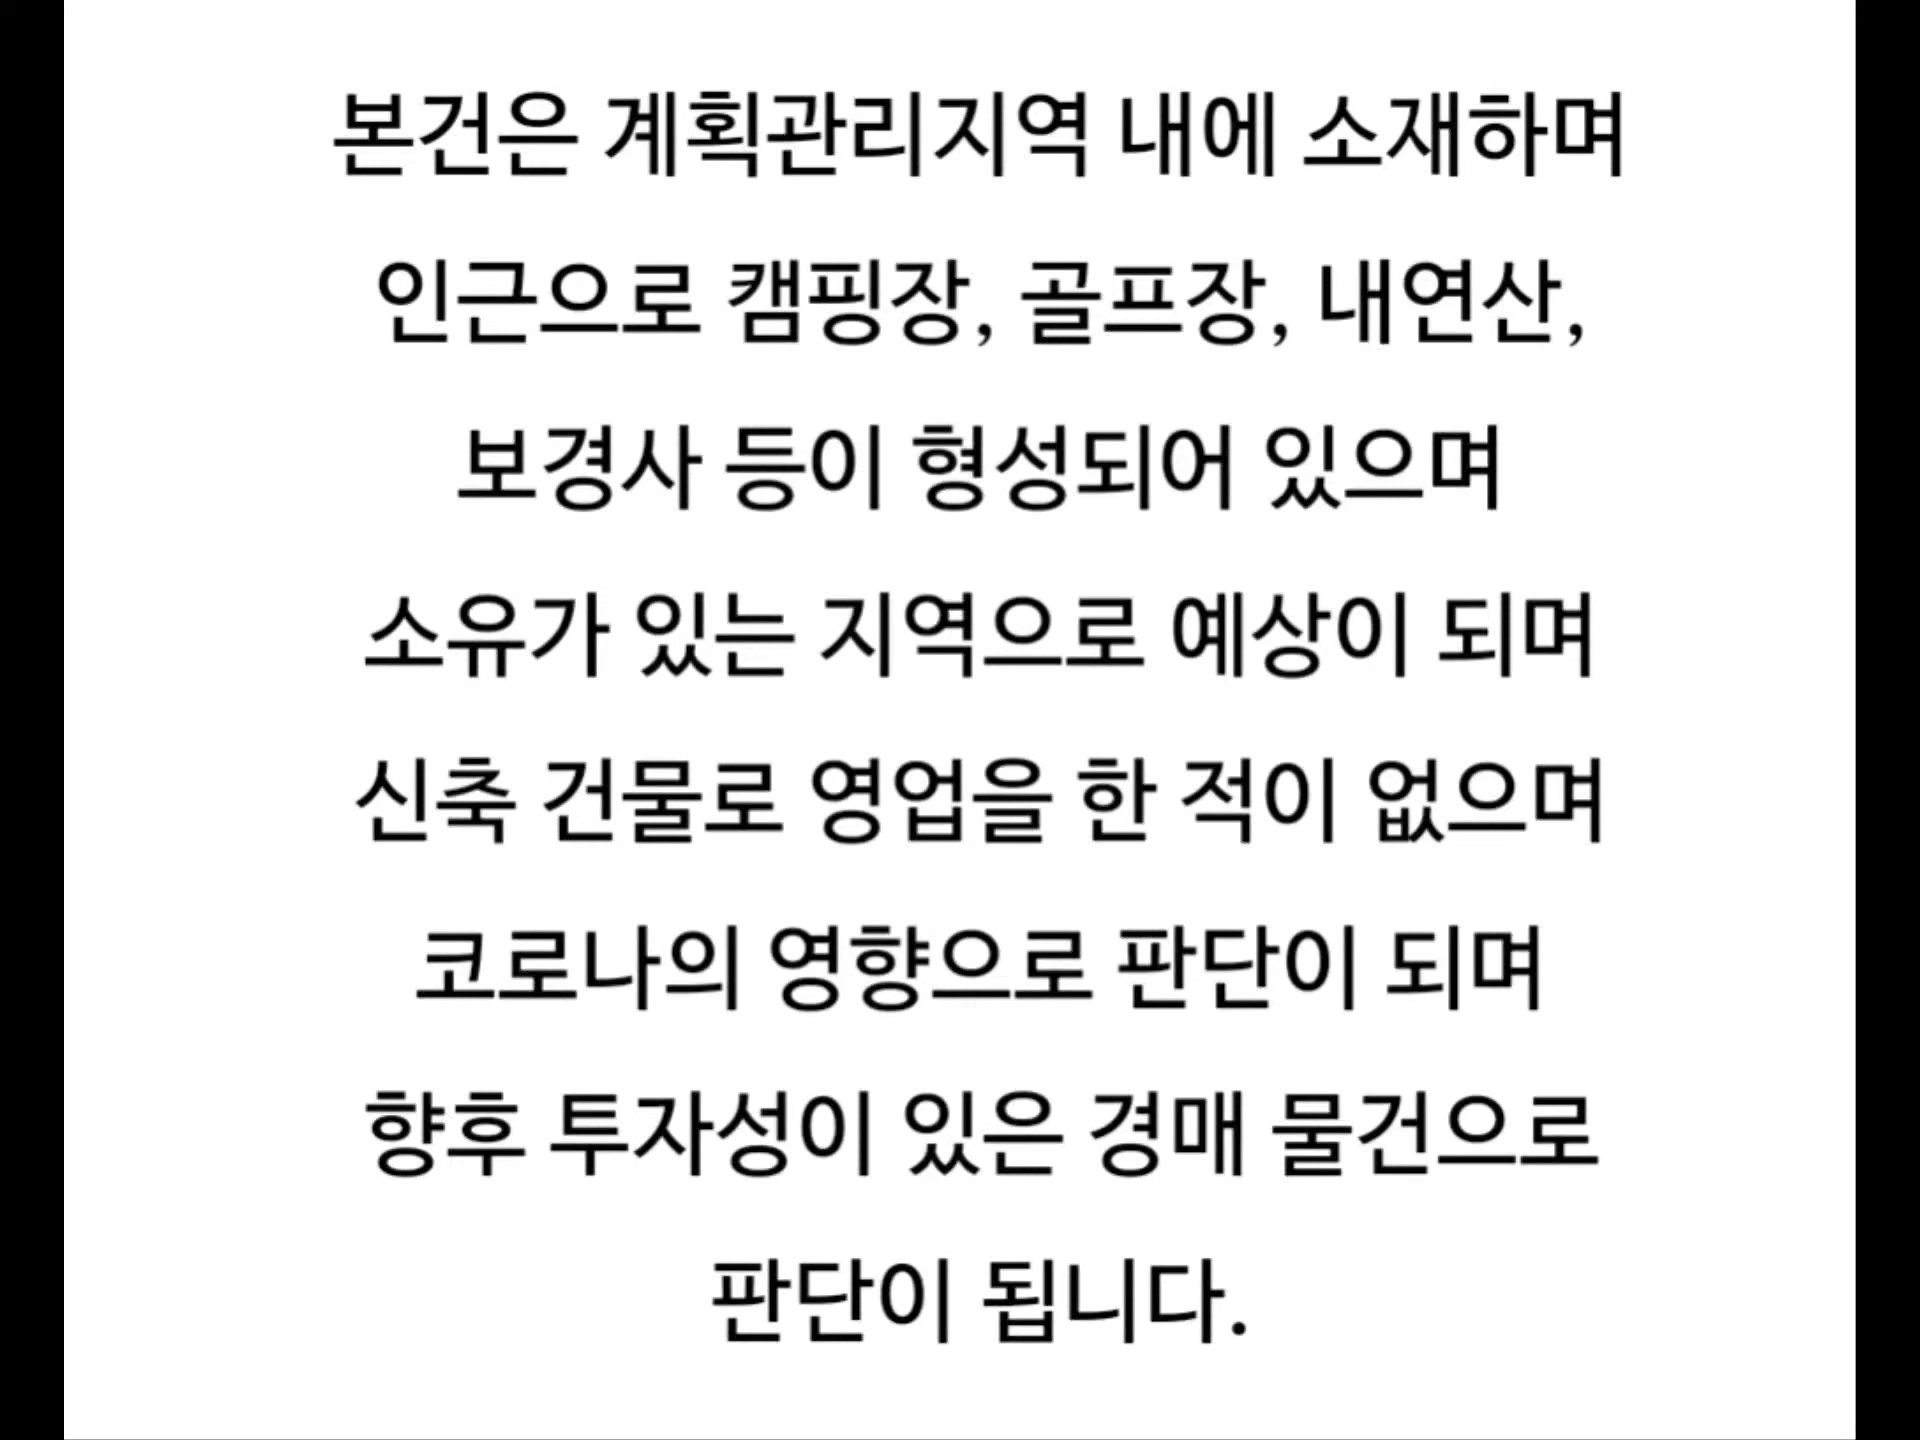 본건은 계획관리지역 내에 소재하며
인근으로 캠핑장, 골프장, 내연산,
보경사 등이 형성되어 있으며
소유가 있는 지역으로 예상이 되며
신축 건물로 영업을 한 적이 없으며
코로나의 영향으로 판단이 되며
향후 투자성이 있은 경매 물건으로
판단이 됩니다.